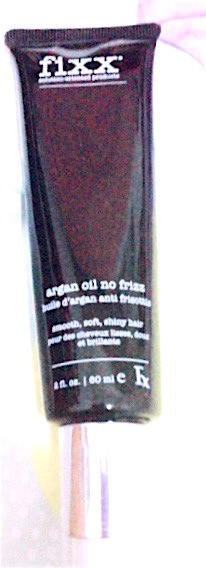 fixx®
solution-oriented products
argan oil no frizz
huile d'argan anti frisottis
smooth, soft, shiny hair
pour des cheveux lisses, doux
et brillants
2 fl. oz. | 60 ml e fx